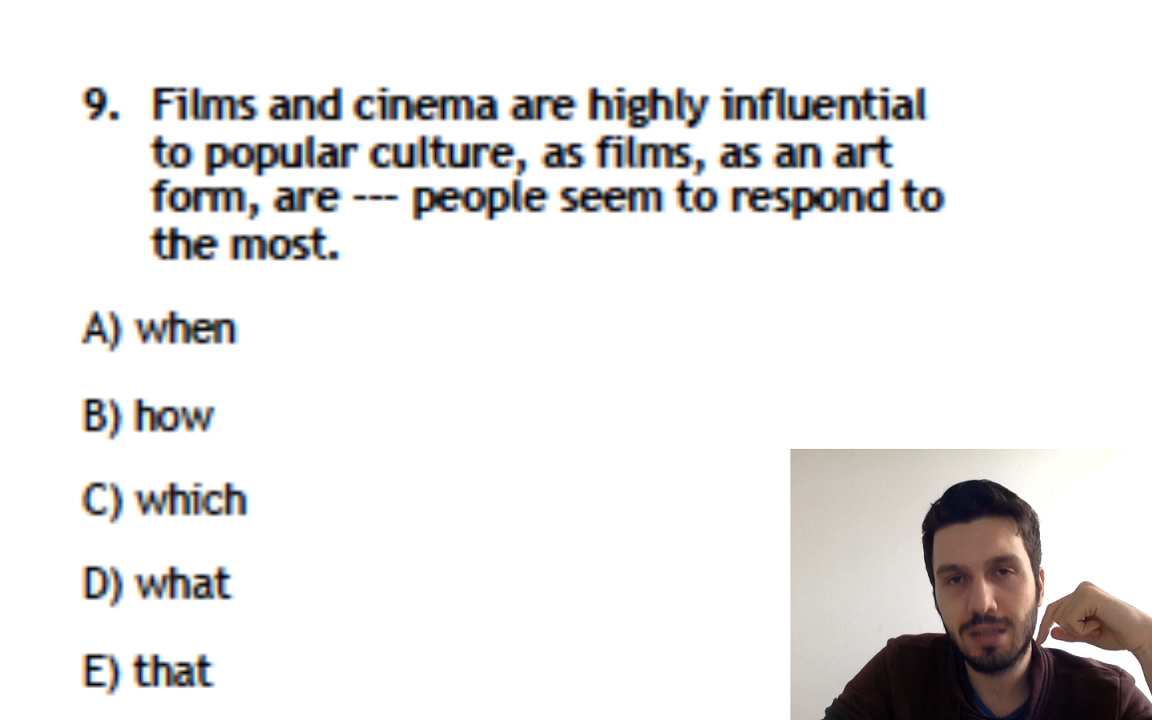 9. Films and cinema are highly influential
to popular culture, as films, as an art
form, are --- people seem to respond to
the most.
A) when
B) how
C) which
D) what
E) that